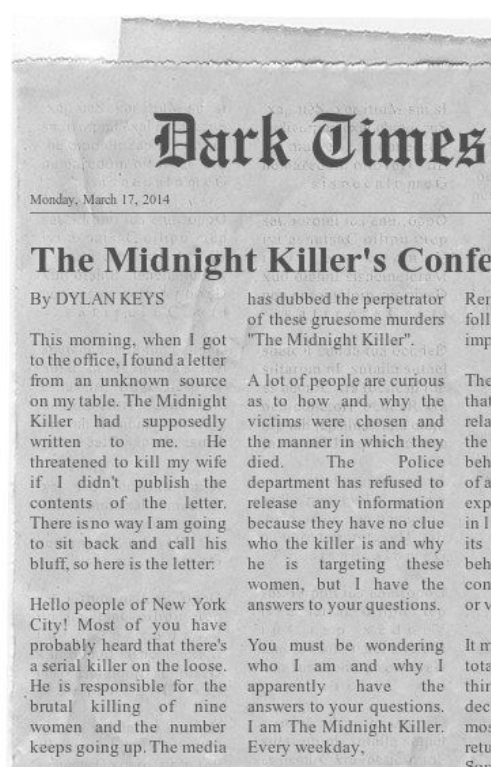 Dark Times
Monday, March 17, 2014
The Midnight Killer's
By DYLAN KEYS
This morning, when I got
to the office, I found a letter
from an unknown source
on my table. The Midnight
Killer had supposedly
written to me. He
threatened to kill my wife
if I didn't publish the
contents of the letter.
There is no way I am going
to sit back and call his
bluff, so here is the letter:
Hello people of New York
City! Most of you have
probably heard that there's
a serial killer on the loose.
He is responsible for the
brutal killing of nine
women and the number
keeps going up. The media
has dubbed the perpetrator
of these gruesome murders
"The Midnight Killer".
A lot of people are curious
as to how and why the
victims were chosen and
the manner in which they
died. The Police
department has refused to
release any information
because they have no clue
who the killer is and why
he is targeting these
women, but I have the
answers to your questions.
You must be wondering
who I am and why I
apparently have the
answers to your questions.
I am The Midnight Killer.
Every weekday,